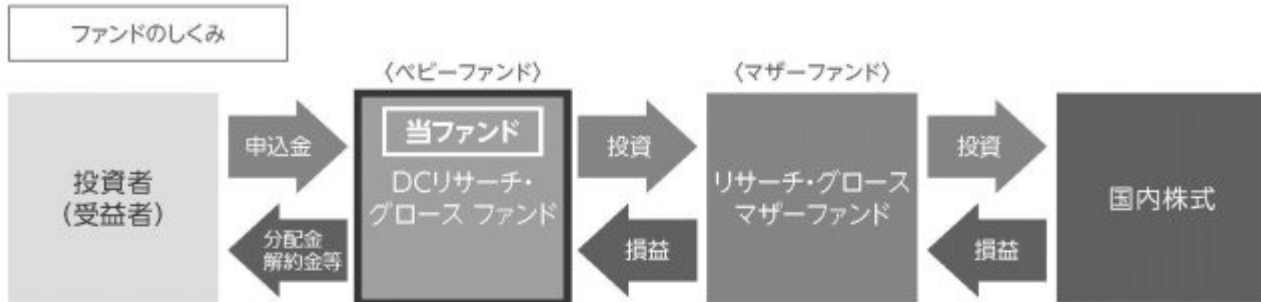 ファンドのしくみ
〈ベビーファンド〉
〈マザーファンド〉
投資者
（受益者）
申込金
分配金
解約金等
当ファンド
DCリサーチ・
グロース ファンド
投資
損益
リサーチ・グロース
マザーファンド
投資
損益
国内株式